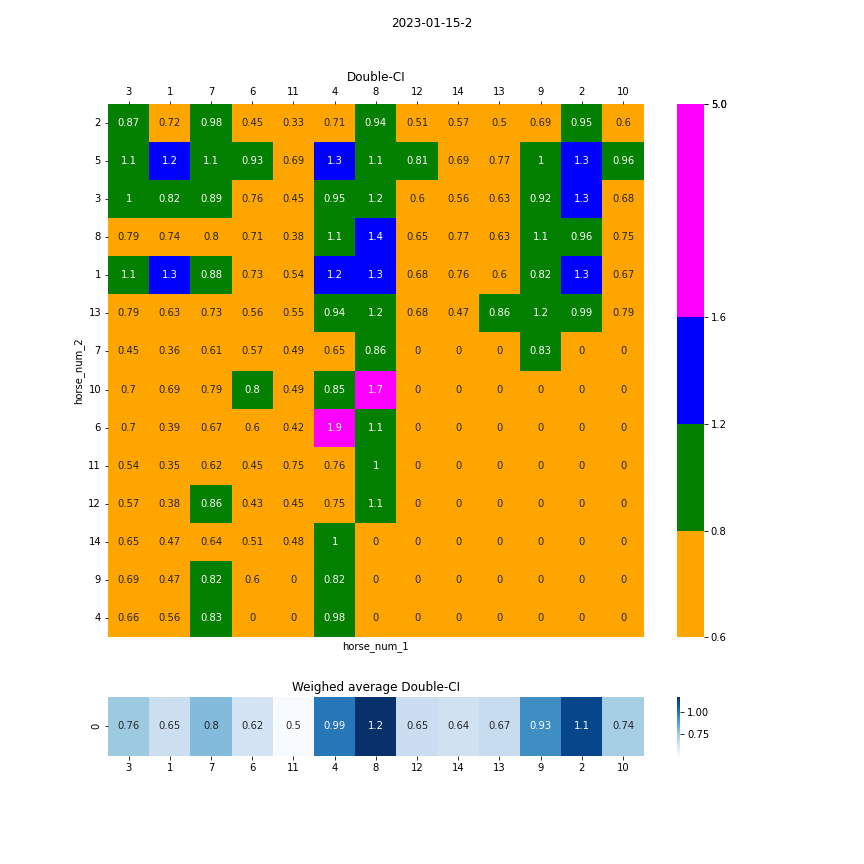 2023-01-15-2
Double-CI
3 1 7 6 11 4 8 12 14 13 9 2 10
2 0.87 0.72 0.98 0.45 0.33 0.71 0.94 0.51 0.57 0.5 0.69 0.95 0.6
5 1.1 1.2 1.1 0.93 0.69 1.3 1.1 0.81 0.69 0.77 1 1.3 0.96
3 1 0.82 0.89 0.76 0.45 0.95 1.2 0.6 0.56 0.63 0.92 1.3 0.68
8 0.79 0.74 0.8 0.71 0.38 1.1 1.4 0.65 0.77 0.63 1.1 0.96 0.75
1 1.1 1.3 0.88 0.73 0.54 1.2 1.3 0.68 0.76 0.6 0.82 1.3 0.67
13 0.79 0.63 0.73 0.56 0.55 0.94 1.2 0.68 0.47 0.86 1.2 0.99 0.79
7 0.45 0.36 0.61 0.57 0.49 0.65 0.86 0 0 0 0.83 0 0
10 0.7 0.69 0.79 0.8 0.49 0.85 1.7 0 0 0 0 0 0
6 0.7 0.39 0.67 0.6 0.42 1.9 1.1 0 0 0 0 0 0
11 0.54 0.35 0.62 0.45 0.75 0.76 1 0 0 0 0 0 0
12 0.57 0.38 0.86 0.43 0.45 0.75 1.1 0 0 0 0 0 0
14 0.65 0.47 0.64 0.51 0.48 1 0 0 0 0 0 0 0
9 0.69 0.47 0.82 0.6 0 0.82 0 0 0 0 0 0 0
4 0.66 0.56 0.83 0 0 0.98 0 0 0 0 0 0 0
horse_num_2
horse_num_1
5.0
1.6
1.2
0.8
0.6
Weighed average Double-CI
0 0.76 0.65 0.8 0.62 0.5 0.99 1.2 0.65 0.64 0.67 0.93 1.1 0.74
3 1 7 6 11 4 8 12 14 13 9 2 10
1.00
0.75